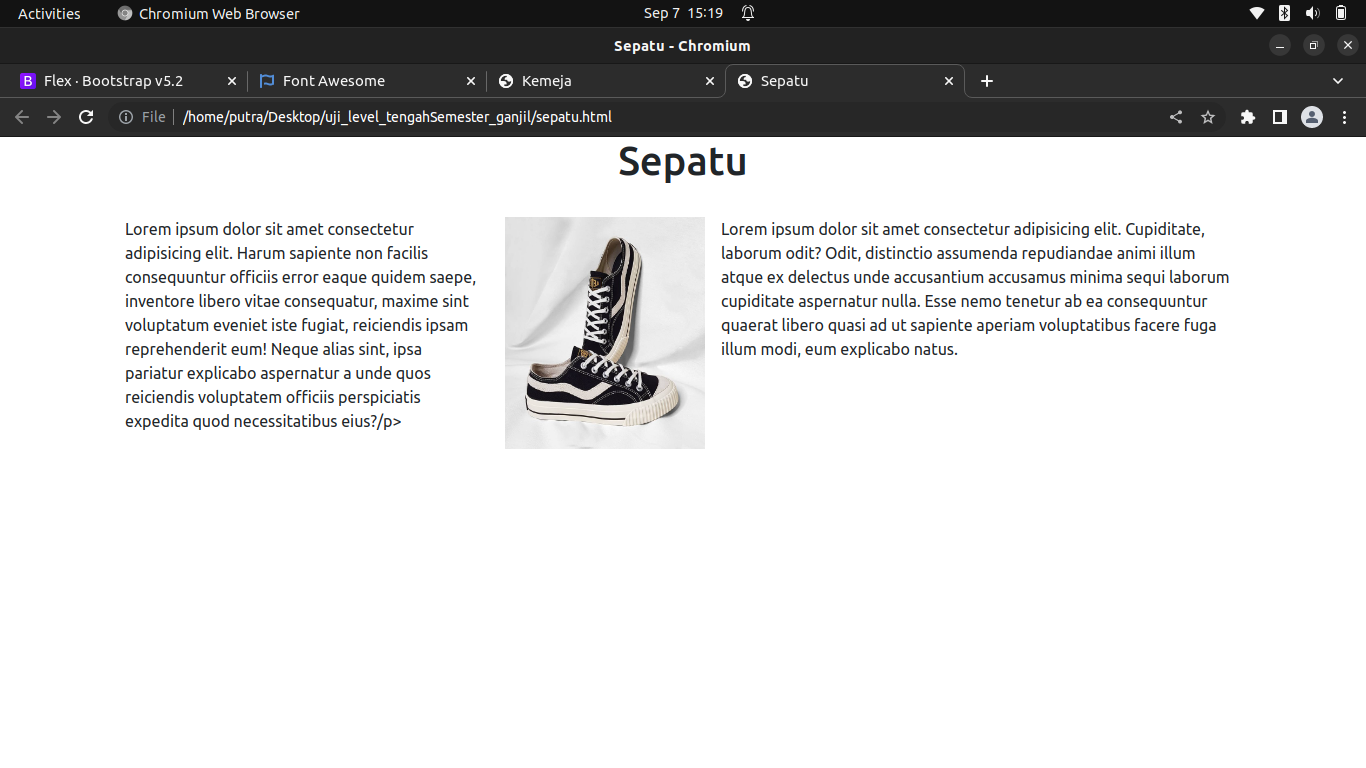 Activities
Chromium Web Browser
Sep 7 15:19
Sepatu - Chromium
B
Flex · Bootstrap v5.2
Font Awesome
Kemeja
Sepatu
File
/home/putra/Desktop/uji_level_tengahSemester_ganjil/sepatu.html
Sepatu
Lorem ipsum dolor sit amet consectetur
adipisicing elit. Harum sapiente non facilis
consequuntur officiis error eaque quidem saepe,
inventore libero vitae consequatur, maxime sint
voluptatum eveniet iste fugiat, reiciendis ipsam
reprehenderit eum! Neque alias sint, ipsa
pariatur explicabo aspernatur a unde quos
reiciendis voluptatem officiis perspiciatis
expedita quod necessitatibus eius?/p>
Lorem ipsum dolor sit amet consectetur adipisicing elit. Cupiditate,
laborum odit? Odit, distinctio assumenda repudiandae animi illum
atque ex delectus unde accusantium accusamus minima sequi laborum
cupiditate aspernatur nulla. Esse nemo tenetur ab ea consequuntur
quaerat libero quasi ad ut sapiente aperiam voluptatibus facere fuga
illum modi, eum explicabo natus.